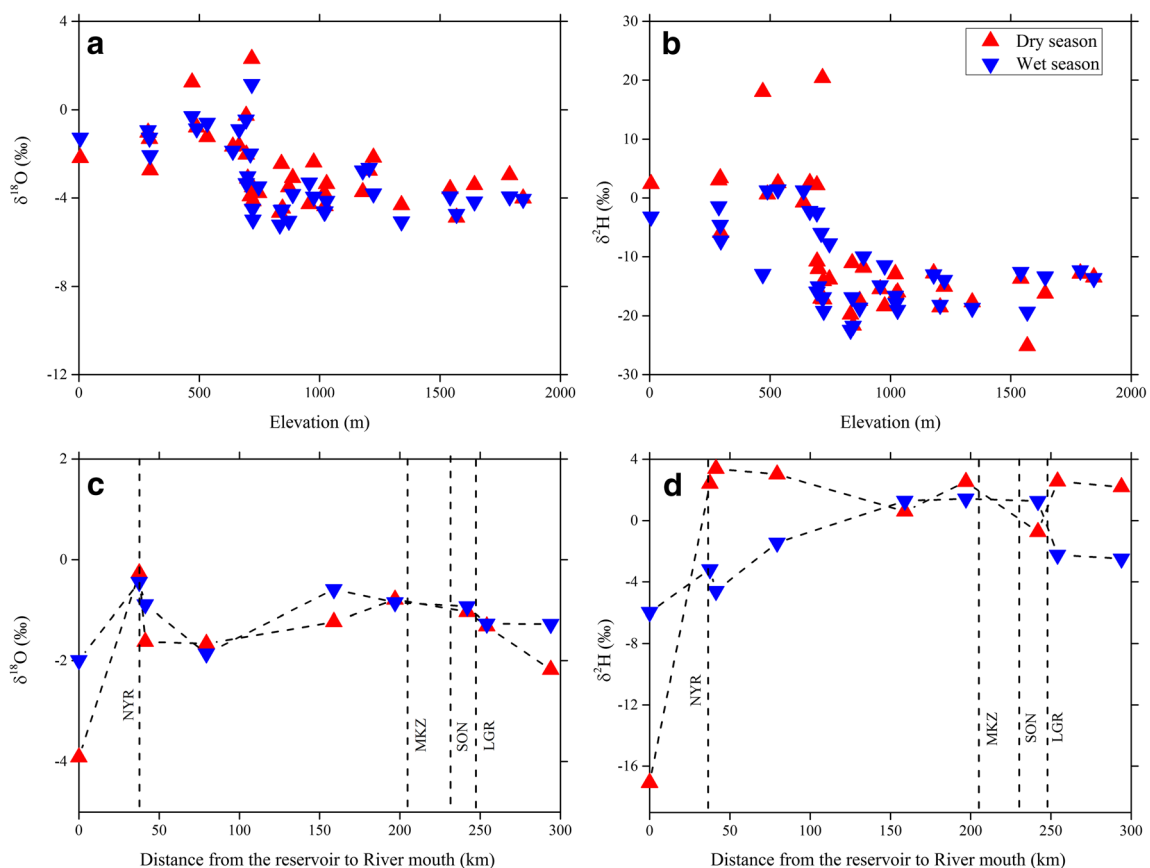 a
4
0
-4
-8
-12
δ¹⁸O (‰)
0 500 1000 1500 2000
Elevation (m)
b
Dry season
Wet season
30
20
10
0
-10
-20
-30
δ²H (‰)
0 500 1000 1500 2000
Elevation (m)
c
2
0
-2
-4
δ¹⁸O (‰)
NYR
MKZ
SON
LGR
0 50 100 150 200 250 300
Distance from the reservoir to River mouth (km)
d
4
0
-4
-8
-12
-16
δ²H (‰)
NYR
MKZ
SON
LGR
0 50 100 150 200 250 300
Distance from the reservoir to River mouth (km)